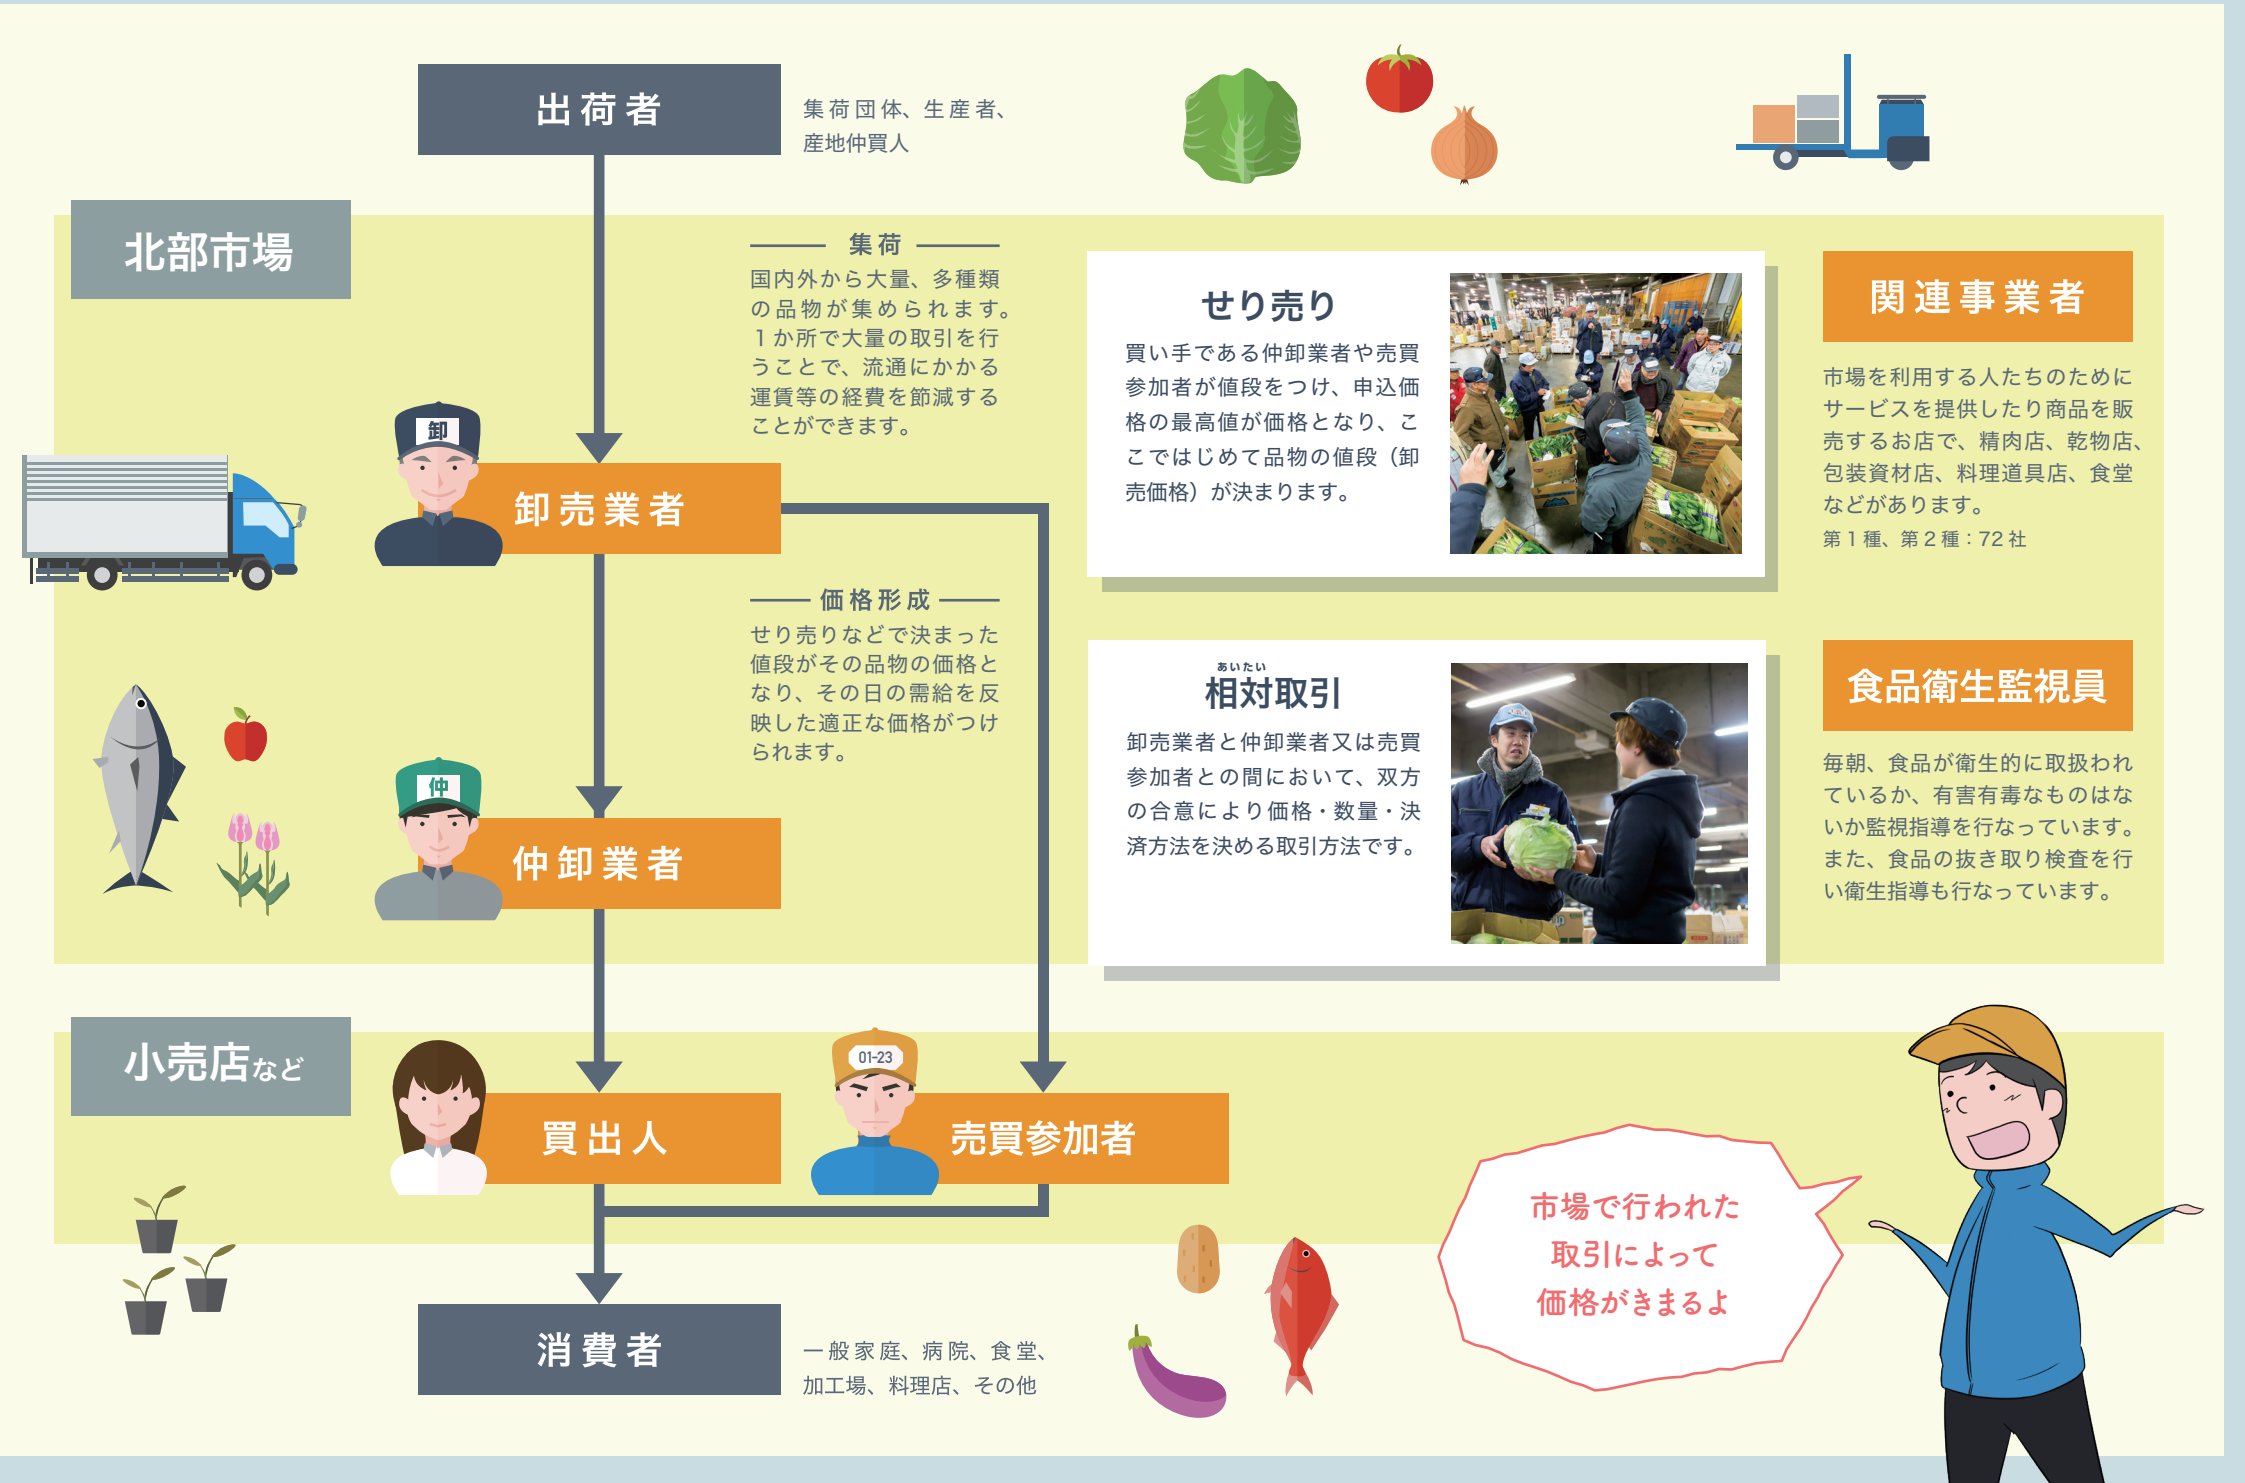 出荷者
集荷団体、生産者、
産地仲買人
北部市場
集荷
国内外から大量、多種類
の品物が集められます。
１か所で大量の取引を行
うことで、流通にかかる
運賃等の経費を節減する
ことができます。
卸
卸売業者
価格形成
せり売りなどで決まった
値段がその品物の価格と
なり、その日の需給を反
映した適正な価格がつけ
られます。
仲
仲卸業者
せり売り
買い手である仲卸業者や売買
参加者が値段をつけ、申込価
格の最高値が価格となり、こ
こではじめて品物の値段（卸
売価格）が決まります。
あいたい
相対取引
卸売業者と仲卸業者又は売買
参加者との間において、双方
の合意により価格・数量・決
済方法を決める取引方法です。
関連事業者
市場を利用する人たちのために
サービスを提供したり商品を販
売するお店で、精肉店、乾物店、
包装資材店、料理道具店、食堂
などがあります。
第１種、第２種：72 社
食品衛生監視員
毎朝、食品が衛生的に取扱われ
ているか、有害有毒なものはな
いか監視指導を行なっています。
また、食品の抜き取り検査を行
い衛生指導も行なっています。
小売店など
買出人
01-23
売買参加者
消費者
一般家庭、病院、食堂、
加工場、料理店、その他
市場で行われた
取引によって
価格がきまるよ